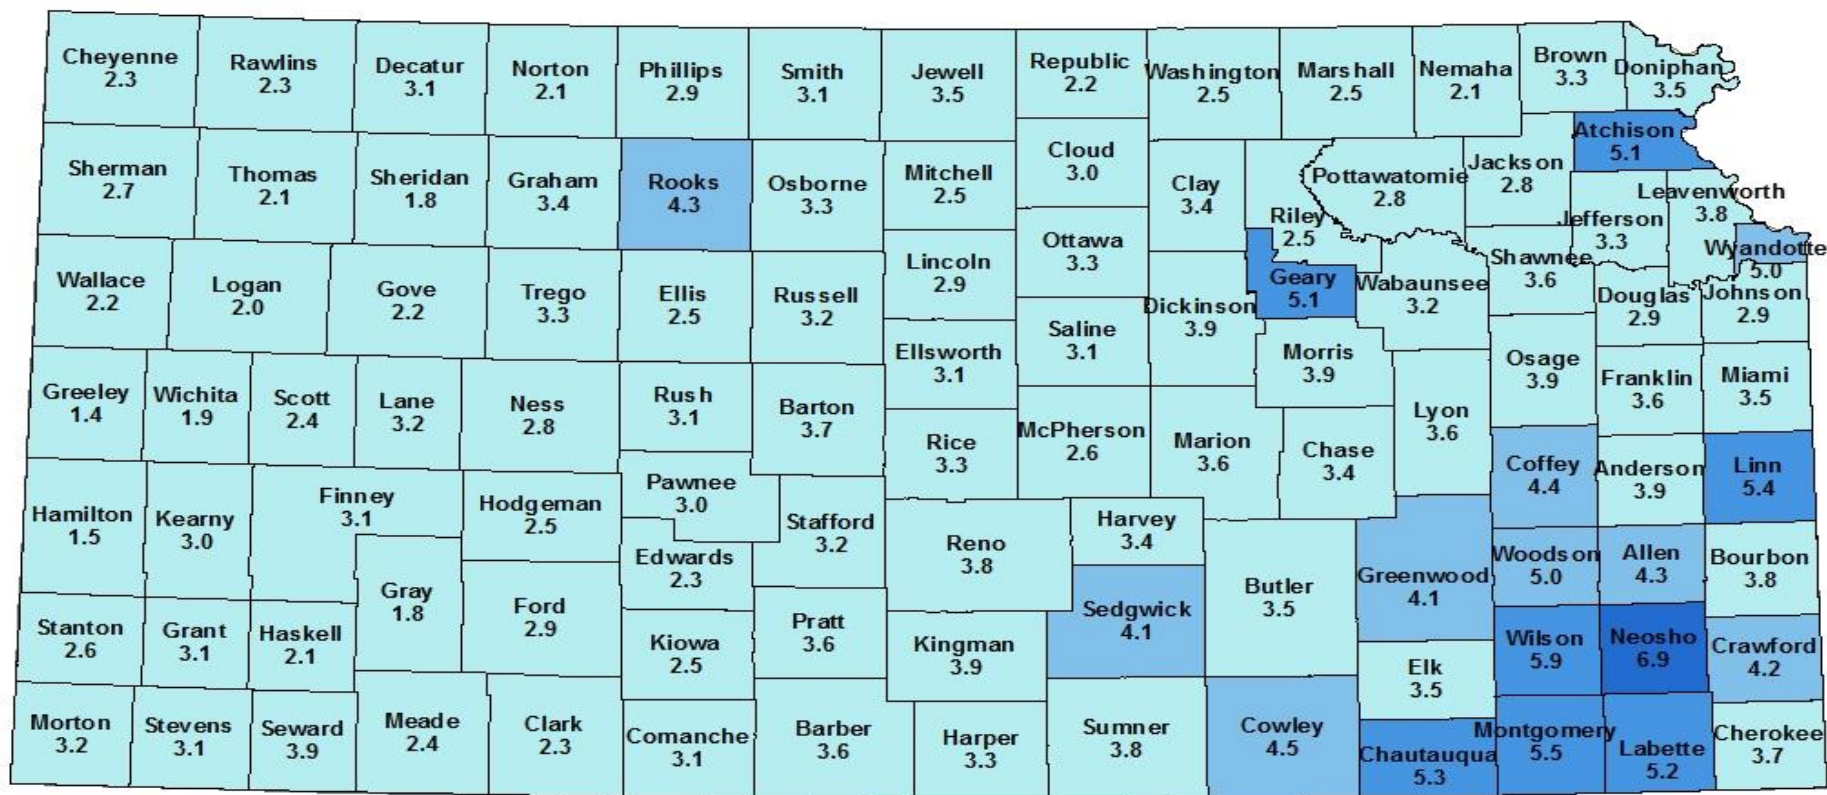 Cheyenne
2.3
Rawlins
2.3
Decatur
3.1
Norton
2.1
Phillips
2.9
Smith
3.1
Jewell
3.5
Republic
2.2
Washington
2.5
Marshall
2.5
Nemaha
2.1
Brown
3.3
Doniphan
3.5
Atchison
5.1
Sherman
2.7
Thomas
2.1
Sheridan
1.8
Graham
3.4
Rooks
4.3
Osborne
3.3
Mitchell
2.5
Cloud
3.0
Clay
3.4
Riley
2.5
Pottawatomie
2.8
Jackson
2.8
Jefferson
3.3
Leavenworth
3.8
Wyandotte
5.0
Wallace
2.2
Logan
2.0
Gove
2.2
Trego
3.3
Ellis
2.5
Russell
3.2
Lincoln
2.9
Ottawa
3.3
Dickinson
3.9
Geary
5.1
Wabaunsee
3.2
Shawnee
3.6
Douglas
2.9
Johnson
2.9
Ellsworth
3.1
Saline
3.1
Morris
3.9
Osage
3.9
Franklin
3.6
Miami
3.5
Greeley
1.4
Wichita
1.9
Scott
2.4
Lane
3.2
Ness
2.8
Rush
3.1
Barton
3.7
Rice
3.3
McPherson
2.6
Marion
3.6
Chase
3.4
Lyon
3.6
Coffey
4.4
Anderson
3.9
Linn
5.4
Hamilton
1.5
Kearny
3.0
Finney
3.1
Hodgeman
2.5
Pawnee
3.0
Stafford
3.2
Edwards
2.3
Reno
3.8
Harvey
3.4
Sedgwick
4.1
Butler
3.5
Greenwood
4.1
Woodson
5.0
Allen
4.3
Bourbon
3.8
Stanton
2.6
Grant
3.1
Haskell
2.1
Gray
1.8
Ford
2.9
Kiowa
2.5
Pratt
3.6
Kingman
3.9
Elk
3.5
Wilson
5.9
Neosho
6.9
Crawford
4.2
Morton
3.2
Stevens
3.1
Seward
3.9
Meade
2.4
Clark
2.3
Comanche
3.1
Barber
3.6
Harper
3.3
Sumner
3.8
Cowley
4.5
Chautauqua
5.3
Montgomery
5.5
Labette
5.2
Cherokee
3.7